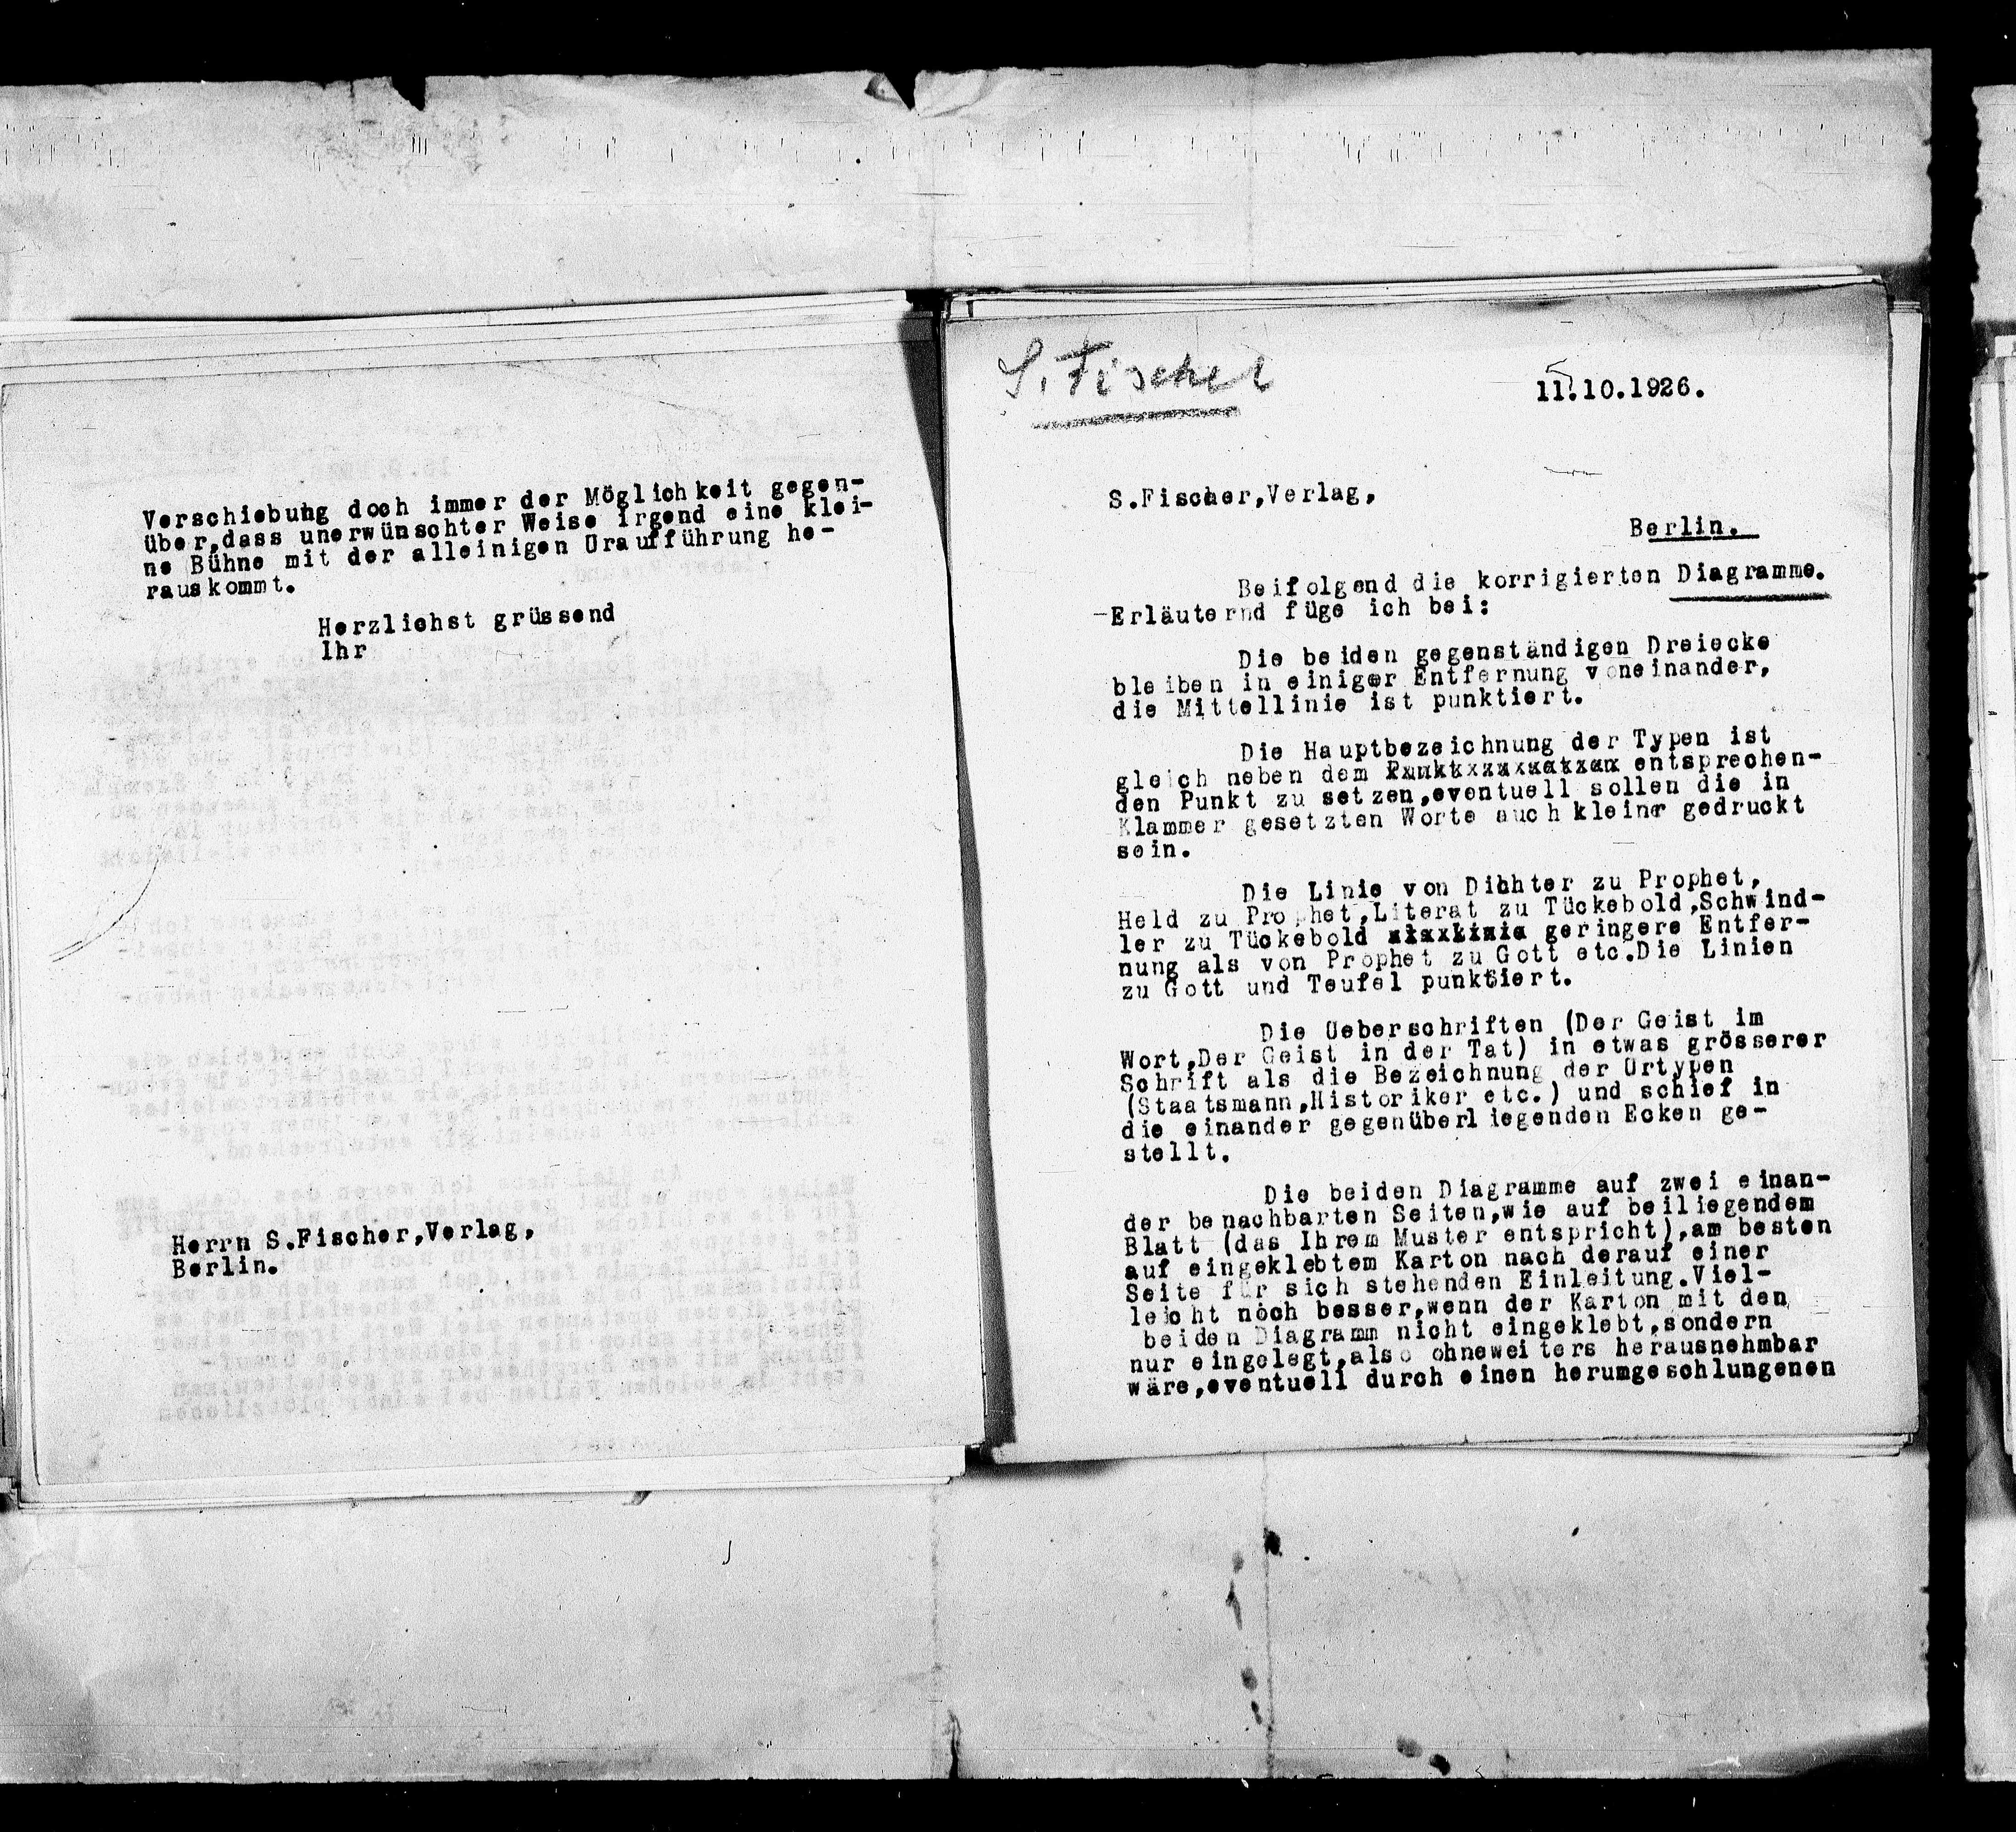 Verschiebung doch immer der Möglichkeit gegen-
über,dass unerwünschter Weise irgend eine klei-
ne Bühne mit der alleinigen Uraufführung he-
rauskommt.
Herzlichst grüssend
Ihr
Herrn S.Fischer,Verlag,
Berlin.
S. Fischer
11.10.1926.
S.Fischer,Verlag,
Berlin.
Beifolgend die korrigierten Diagramme.
Erläuternd füge ich bei:
Die beiden gegenständigen Dreiecke
bleiben in einiger Entfernung voneinander,
die Mittellinie ist punktiert.
Die Hauptbezeichnung der Typen ist
gleich neben dem entsprechen-
den Punkt zu setzen,eventuell sollen die in
Klammer gesetzten Worte auch kleiner gedruckt
sein.
Die Linie von Dichter zu Prophet,
Held zu Prophet,Literat zu Tückebold,Schwind-
ler zu Tückebold geringere Entfer-
nung als von Prophet zu Gott etc.Die Linien
zu Gott und Teufel punktiert.
Die Ueberschriften (Der Geist im
Wort,Der Geist in der Tat) in etwas grösserer
Schrift als die Bezeichnung der Urtypen
(Staatsmann,Historiker etc.) und schief in
die einander gegenüberliegenden Ecken ge-
stellt.
Die beiden Diagramme auf zwei einan-
der benachbarten Seiten,wie auf beiliegendem
Blatt (das Ihrem Muster entspricht),am besten
auf eingeklebtem Karton nach derauf einer
Seite für sich stehenden Einleitung.Viel-
leicht noch besser,wenn der Karton mit den
beiden Diagramm nicht eingeklebt,sondern
nur eingelegt,also ohneweiters herausnehmbar
wäre,eventuell durch einen herumgeschlungenen